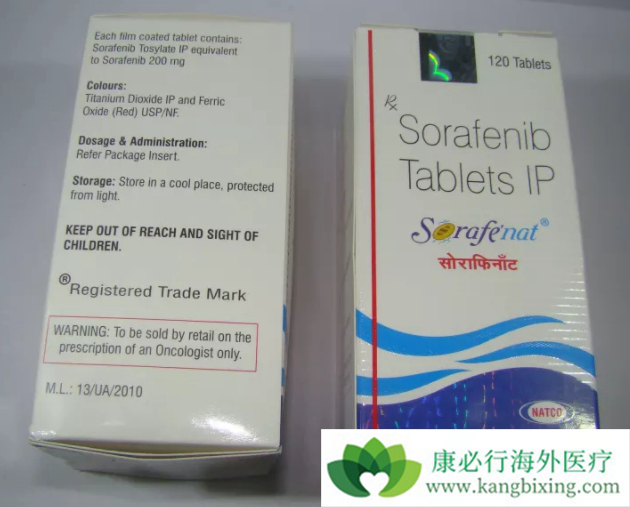 Each film coated tablet contains:
Sorafenib Tosylate IP equivalent
to Sorafenib 200 mg
Colours:
Titanium Dioxide IP and Ferric
Oxide (Red) USP/NF.
Dosage & Administration:
Refer Package Insert.
Storage: Store in a cool place, protected
from light.
KEEP OUT OF REACH AND SIGHT OF
CHILDREN.
®Registered Trade Mark
WARNING: To be sold by retail on the
prescription of an Oncologist only.
M.L.: 13/UA/2010
120 Tablets
Rx
Sorafenib
Tablets IP
Sorafenat®
सोराफिनॉट
NATCO
康必行海外医疗
www.kangbixing.com